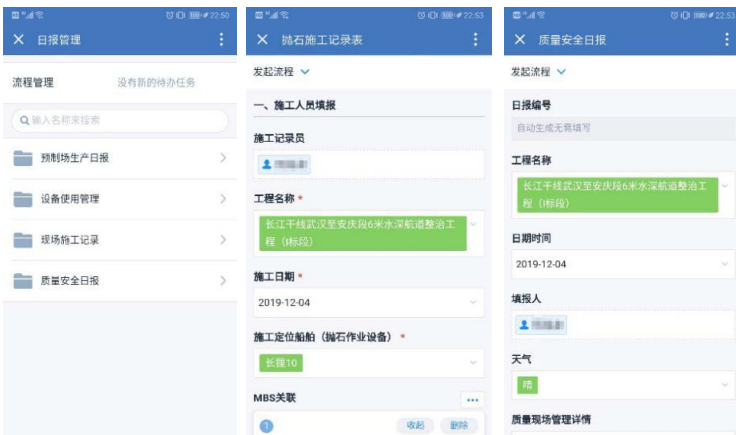 22:50
日报管理
流程管理
没有新的待办任务
输入名称来搜索
预制场生产日报
设备使用管理
现场施工记录
质量安全日报
22:53
抛石施工记录表
发起流程
一、施工人员填报
施工记录员
工程名称 *
长江干线武汉至安庆段6米水深航道整治工
程（I标段）
施工日期 *
2019-12-04
施工定位船舶（抛石作业设备） *
长雒10
MBS关联
1
收起
删除
22:53
质量安全日报
发起流程
日报编号
自动生成无需填写
工程名称
长江干线武汉至安庆段6米水深航道整治工
程（I标段）
日期时间
2019-12-04
填报人
天气
晴
质量现场管理详情